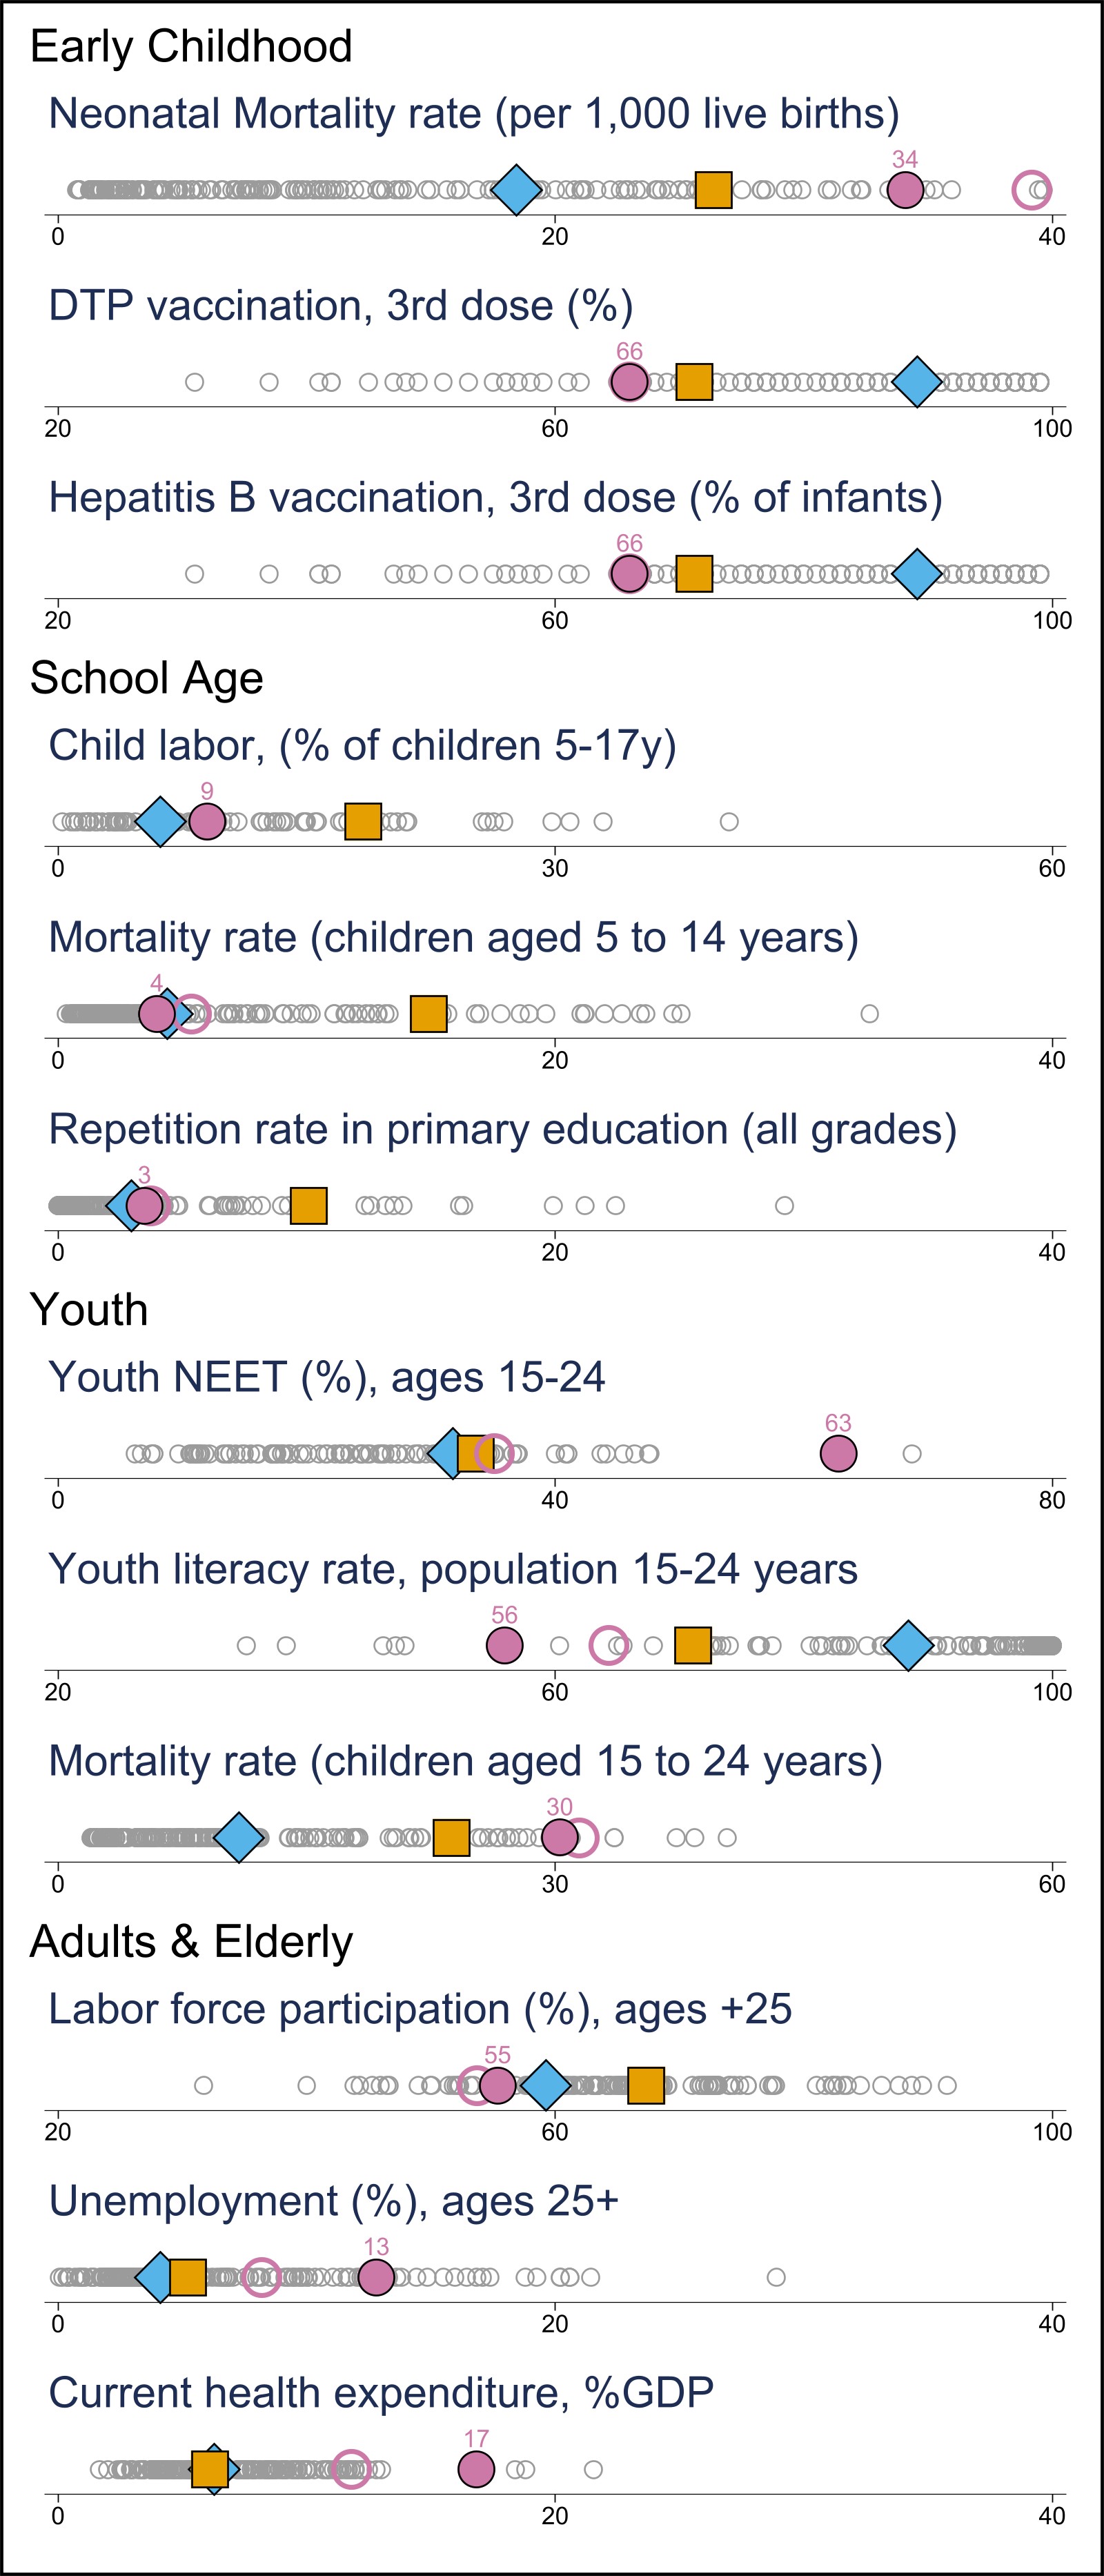 Early Childhood
Neonatal Mortality rate (per 1,000 live births)
34
0 20 40
DTP vaccination, 3rd dose (%)
66
20 60 100
Hepatitis B vaccination, 3rd dose (% of infants)
66
20 60 100
School Age
Child labor, (% of children 5-17y)
9
0 30 60
Mortality rate (children aged 5 to 14 years)
4
0 20 40
Repetition rate in primary education (all grades)
3
0 20 40
Youth
Youth NEET (%), ages 15-24
63
0 40 80
Youth literacy rate, population 15-24 years
56
20 60 100
Mortality rate (children aged 15 to 24 years)
30
0 30 60
Adults & Elderly
Labor force participation (%), ages +25
55
20 60 100
Unemployment (%), ages 25+
13
0 20 40
Current health expenditure, %GDP
17
0 20 40